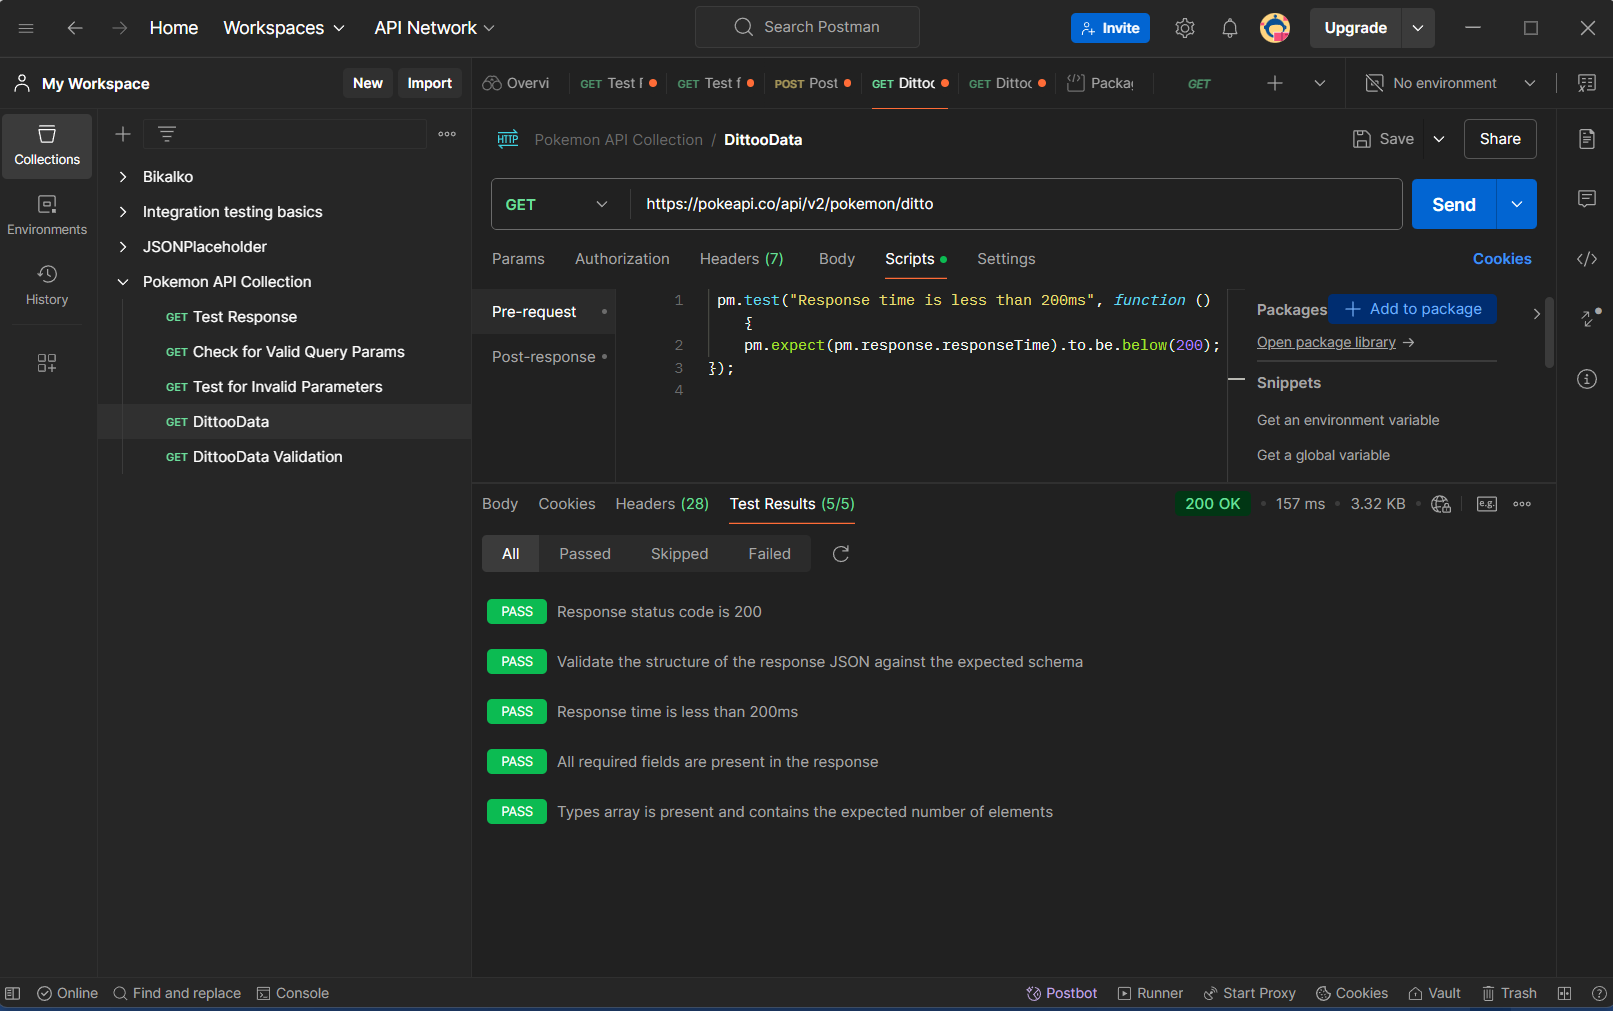 Home Workspaces API Network Search Postman Invite Upgrade
My Workspace New Import Overvi GET Test GET Test POST Post GET Dittoo GET Dittoo Packa GET No environment
Collections
Environments
History
Bikalko
Integration testing basics
JSONPlaceholder
Pokemon API Collection
GET Test Response
GET Check for Valid Query Params
GET Test for Invalid Parameters
GET DittooData
GET DittooData Validation
HTTP Pokemon API Collection / DittooData Save Share
GET https://pokeapi.co/api/v2/pokemon/ditto Send
Params Authorization Headers (7) Body Scripts Settings Cookies
Pre-request
Post-response
1 pm.test("Response time is less than 200ms", function ()
{
2 pm.expect(pm.response.responseTime).to.be.below(200);
3 });
4
Packages + Add to package
Open package library →
Snippets
Get an environment variable
Get a global variable
Body Cookies Headers (28) Test Results (5/5) 200 OK • 157 ms • 3.32 KB • e.g.
All Passed Skipped Failed
PASS Response status code is 200
PASS Validate the structure of the response JSON against the expected schema
PASS Response time is less than 200ms
PASS All required fields are present in the response
PASS Types array is present and contains the expected number of elements
Online Find and replace Console Postbot Runner Start Proxy Cookies Vault Trash